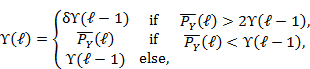 δϒ(ℓ − 1) if P̅_Y̅(ℓ) > 2ϒ(ℓ − 1),
ϒ(ℓ) = { P̅_Y̅(ℓ) if P̅_Y̅(ℓ) < ϒ(ℓ − 1),
ϒ(ℓ − 1) else,